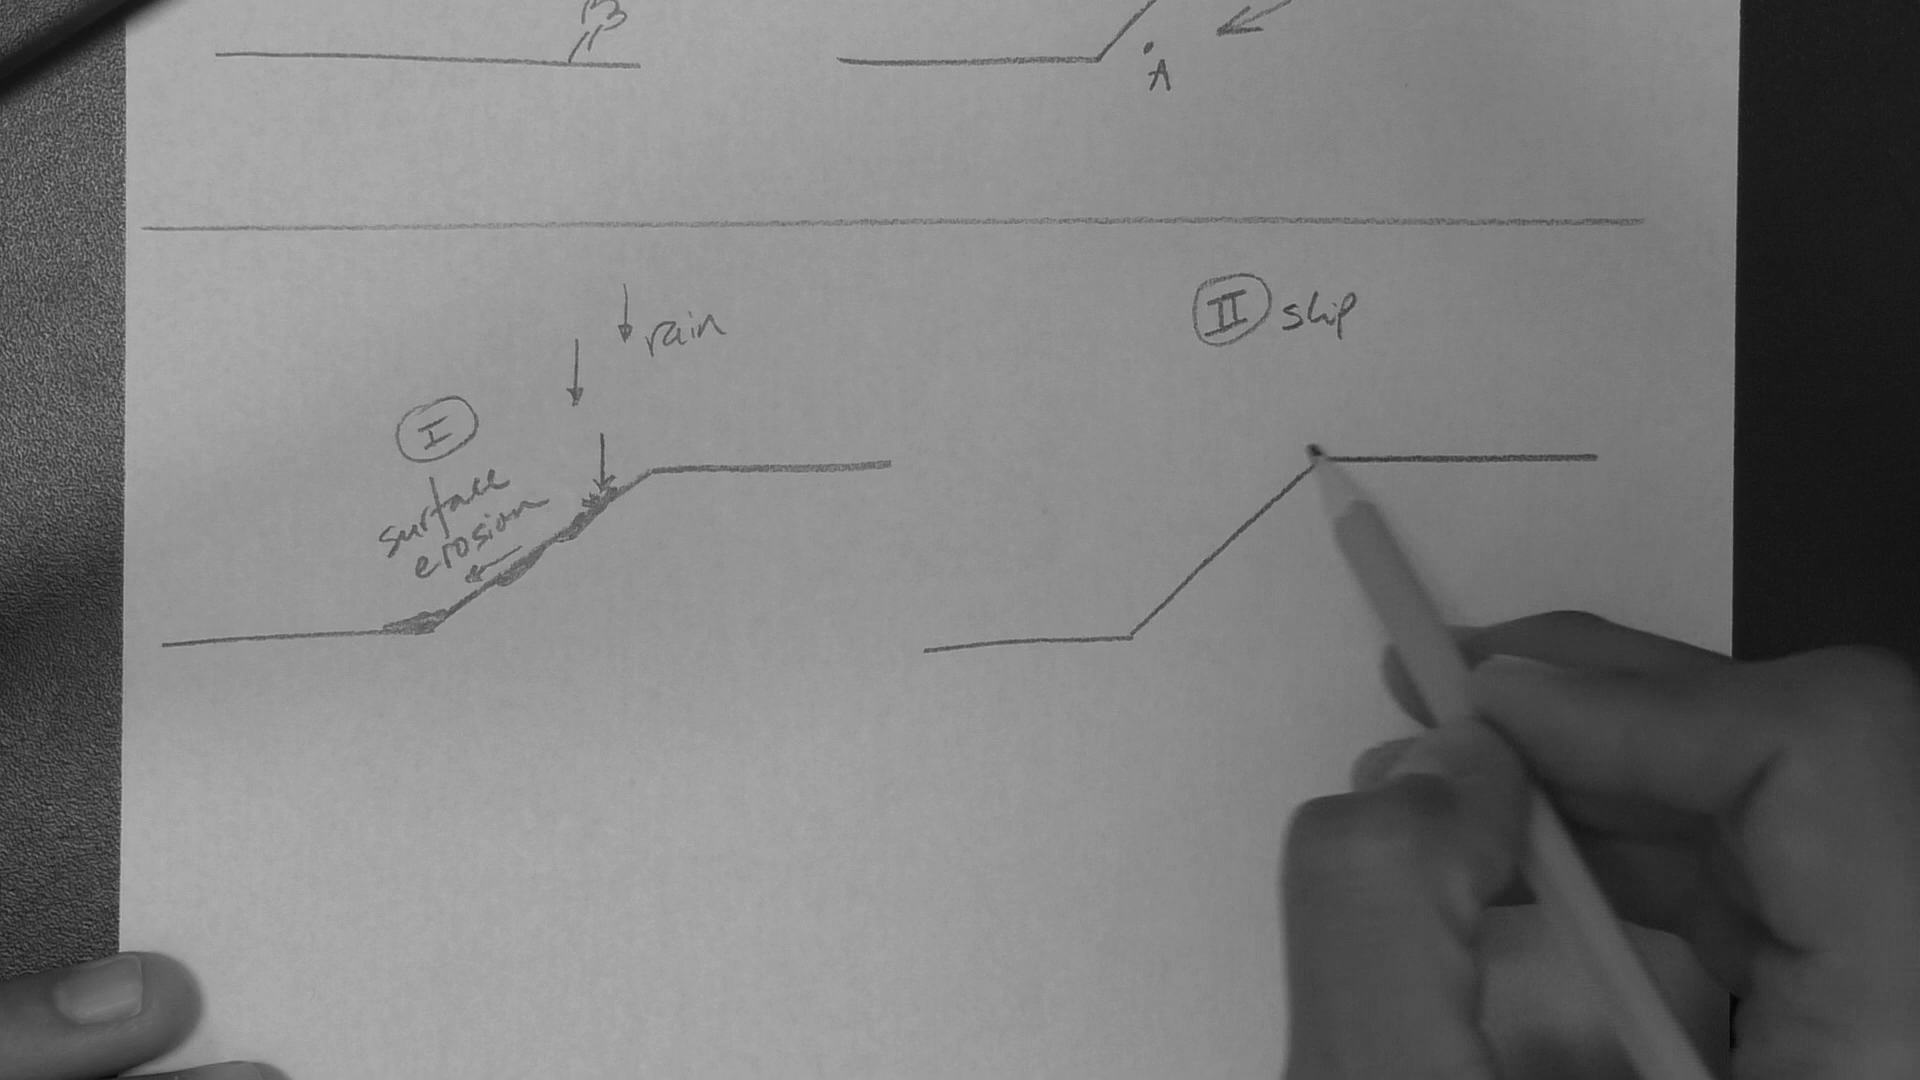 A
rain
II slip
I
surface
erosion